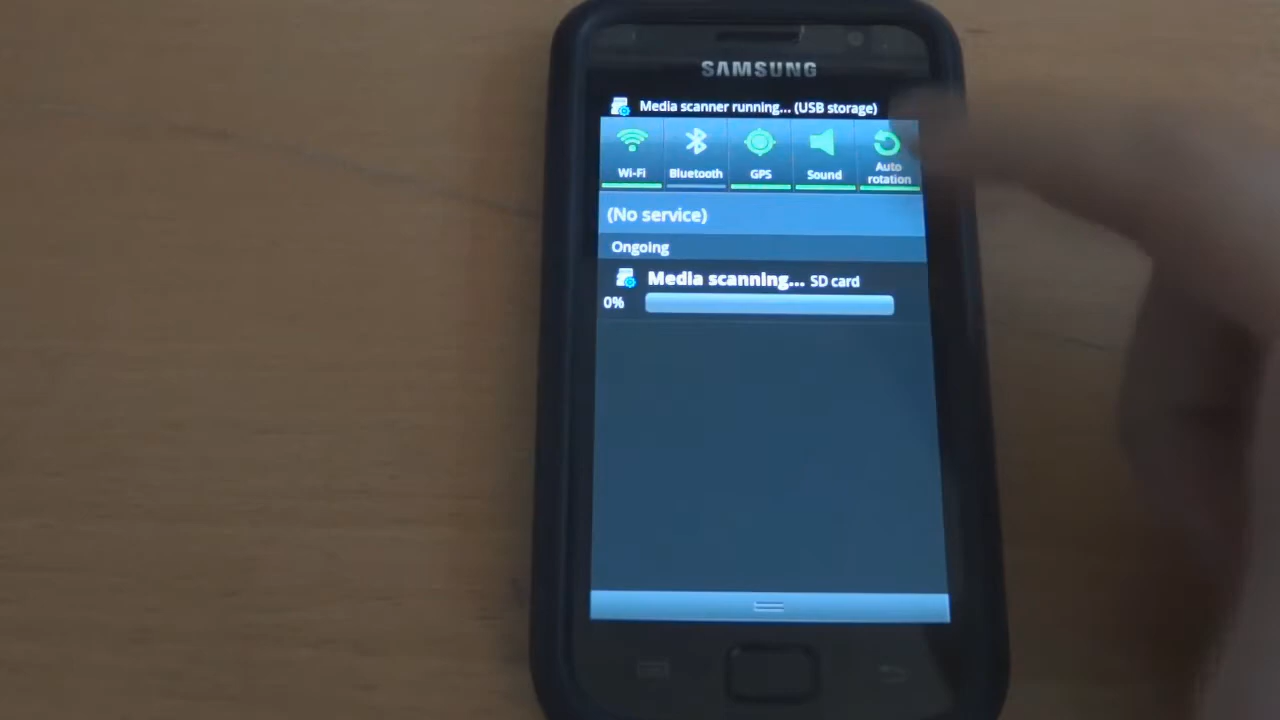 SAMSUNG
Media scanner running... (USB storage)
Wi-Fi Bluetooth GPS Sound Auto rotation
(No service)
Ongoing
Media scanning... SD card
0%